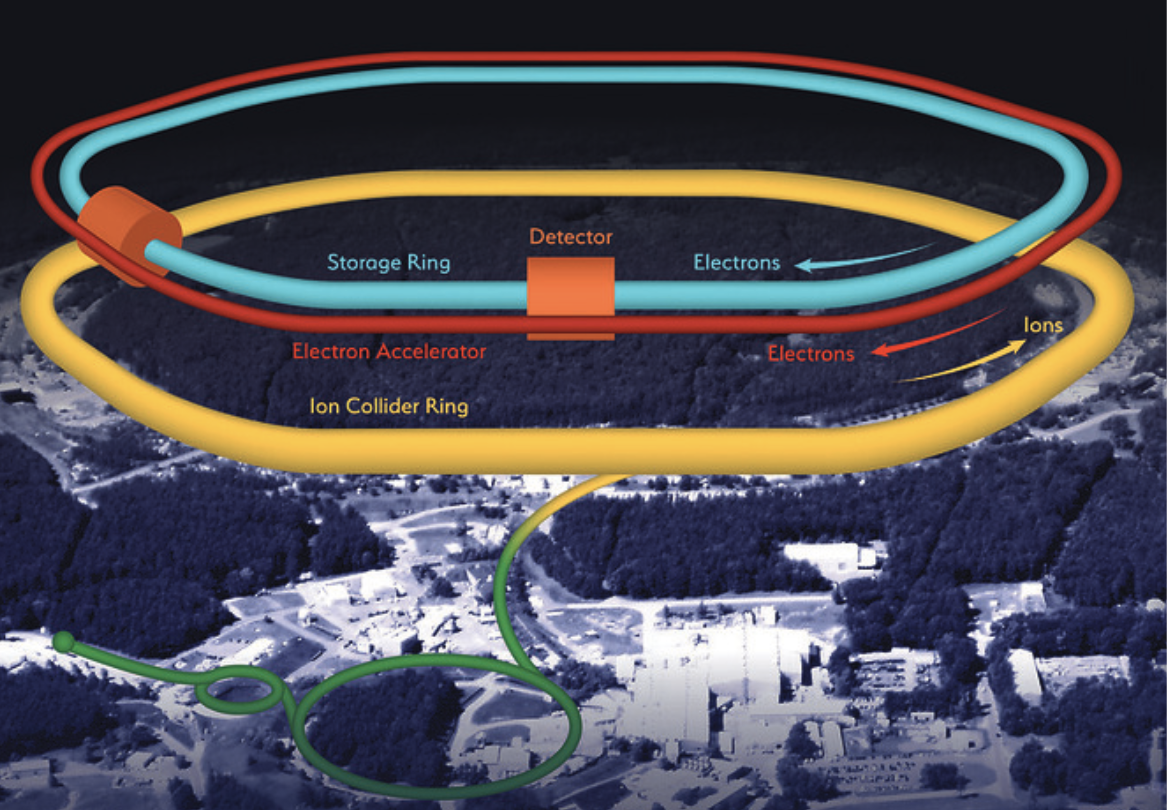 Detector
Storage Ring
Electrons
Ions
Electron Accelerator
Electrons
Ion Collider Ring